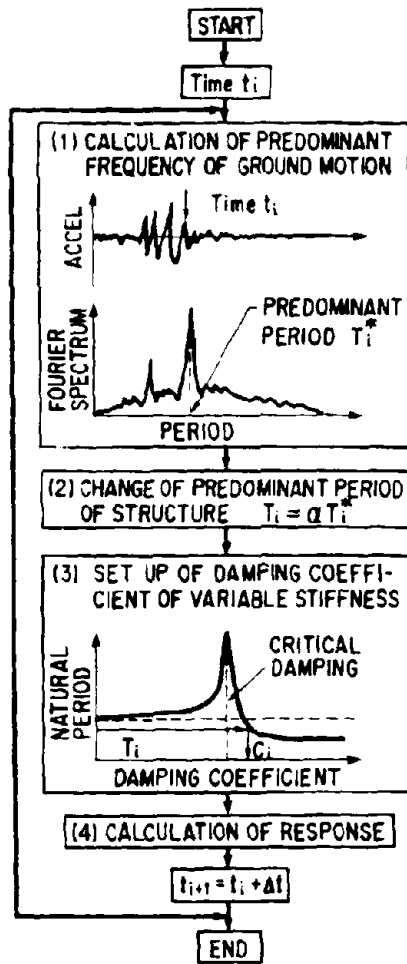 START
Time ti
(1) CALCULATION OF PREDOMINANT
FREQUENCY OF GROUND MOTION
Time ti
ACCEL
PREDOMINANT
PERIOD Ti*
FOURIER
SPECTRUM
PERIOD
(2) CHANGE OF PREDOMINANT PERIOD
OF STRUCTURE Ti = αTi*
(3) SET UP OF DAMPING COEFFI-
CIENT OF VARIABLE STIFFNESS
CRITICAL
DAMPING
NATURAL
PERIOD
Ti
Ci
DAMPING COEFFICIENT
(4) CALCULATION OF RESPONSE
ti+1 = ti + Δt
END